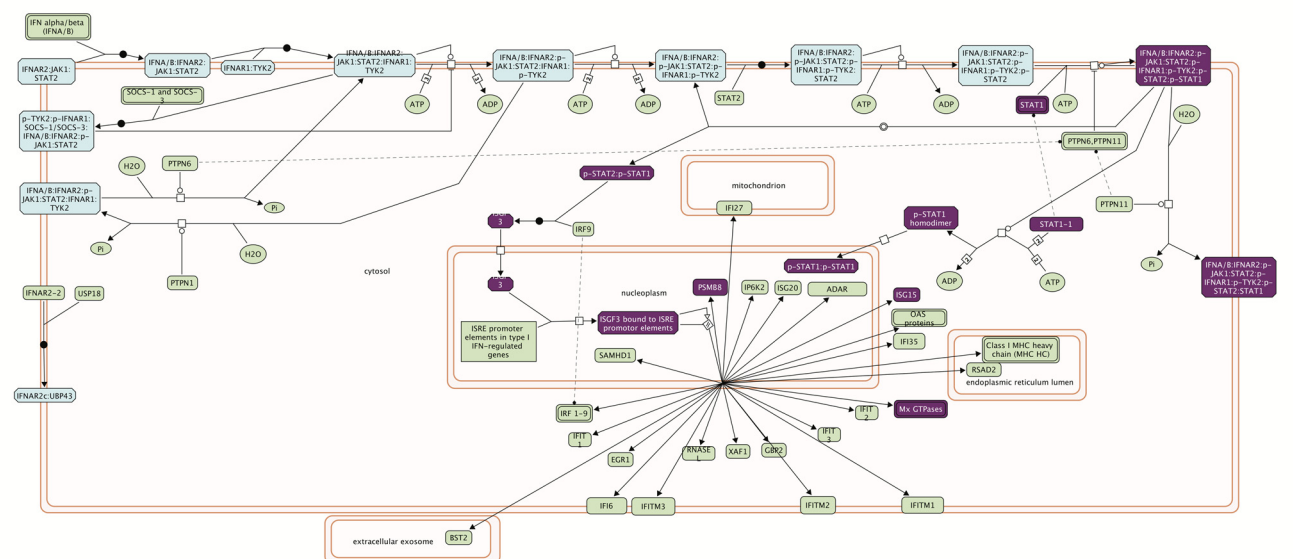 IFN alpha/beta
(IFNA/B)
IFNAR2:JAK1:
STAT2
IFNA/B:IFNAR2:
JAK1:STAT2
IFNAR1:TYK2
IFNA/B:IFNAR2:
JAK1:STAT2:IFNAR1:
TYK2
IFNA/B:IFNAR2:p-
JAK1:STAT2:IFNAR1:
p-TYK2
IFNA/B:IFNAR2:
p-JAK1:STAT2:p-
IFNAR1:p-TYK2
IFNA/B:IFNAR2:
p-JAK1:STAT2:p-
IFNAR1:p-TYK2:
STAT2
IFNA/B:IFNAR2:p-
JAK1:STAT2:p-
IFNAR1:p-TYK2:p-
STAT2
IFNA/B:IFNAR2:p-
JAK1:STAT2:p-
IFNAR1:p-TYK2:p-
STAT2:p-STAT1
SOCS-1 and SOCS-
3
ATP
ADP
ATP
ADP
STAT2
ATP
ADP
STAT1
ATP
H2O
p-TYK2:p-IFNAR1:
SOCS-1/SOCS-3:
IFNA/B:IFNAR2:p-
JAK1:STAT2
PTPN6,PTPN11
H2O
PTPN6
p-STAT2:p-STAT1
mitochondrion
IFI27
IFNA/B:IFNAR2:p-
JAK1:STAT2:IFNAR1:
TYK2
Pi
PTPN11
p-STAT1
homodimer
STAT1-1
3
IRF9
Pi
H2O
PTPN1
cytosol
p-STAT1:p-STAT1
Pi
ADP
ATP
IFNA/B:IFNAR2:p-
JAK1:STAT2:p-
IFNAR1:p-TYK2:p-
STAT2:STAT1
IFNAR2-2
USP18
3
nucleoplasm
PSMB8
IP6K2
ISG20
ADAR
ISG15
OAS
proteins
ISGF3 bound to ISRE
promotor elements
ISRE promoter
elements in type I
IFN-regulated
genes
SAMHD1
IFI35
Class I MHC heavy
chain (MHC HC)
RSAD2
endoplasmic reticulum lumen
IFNAR2c:UBP43
IRF 1-9
IFIT
1
IFIT
2
Mx GTPases
IFIT
3
EGR1
RNASE
L
XAF1
GBP2
IFI6
IFITM3
IFITM2
IFITM1
BST2
extracellular exosome